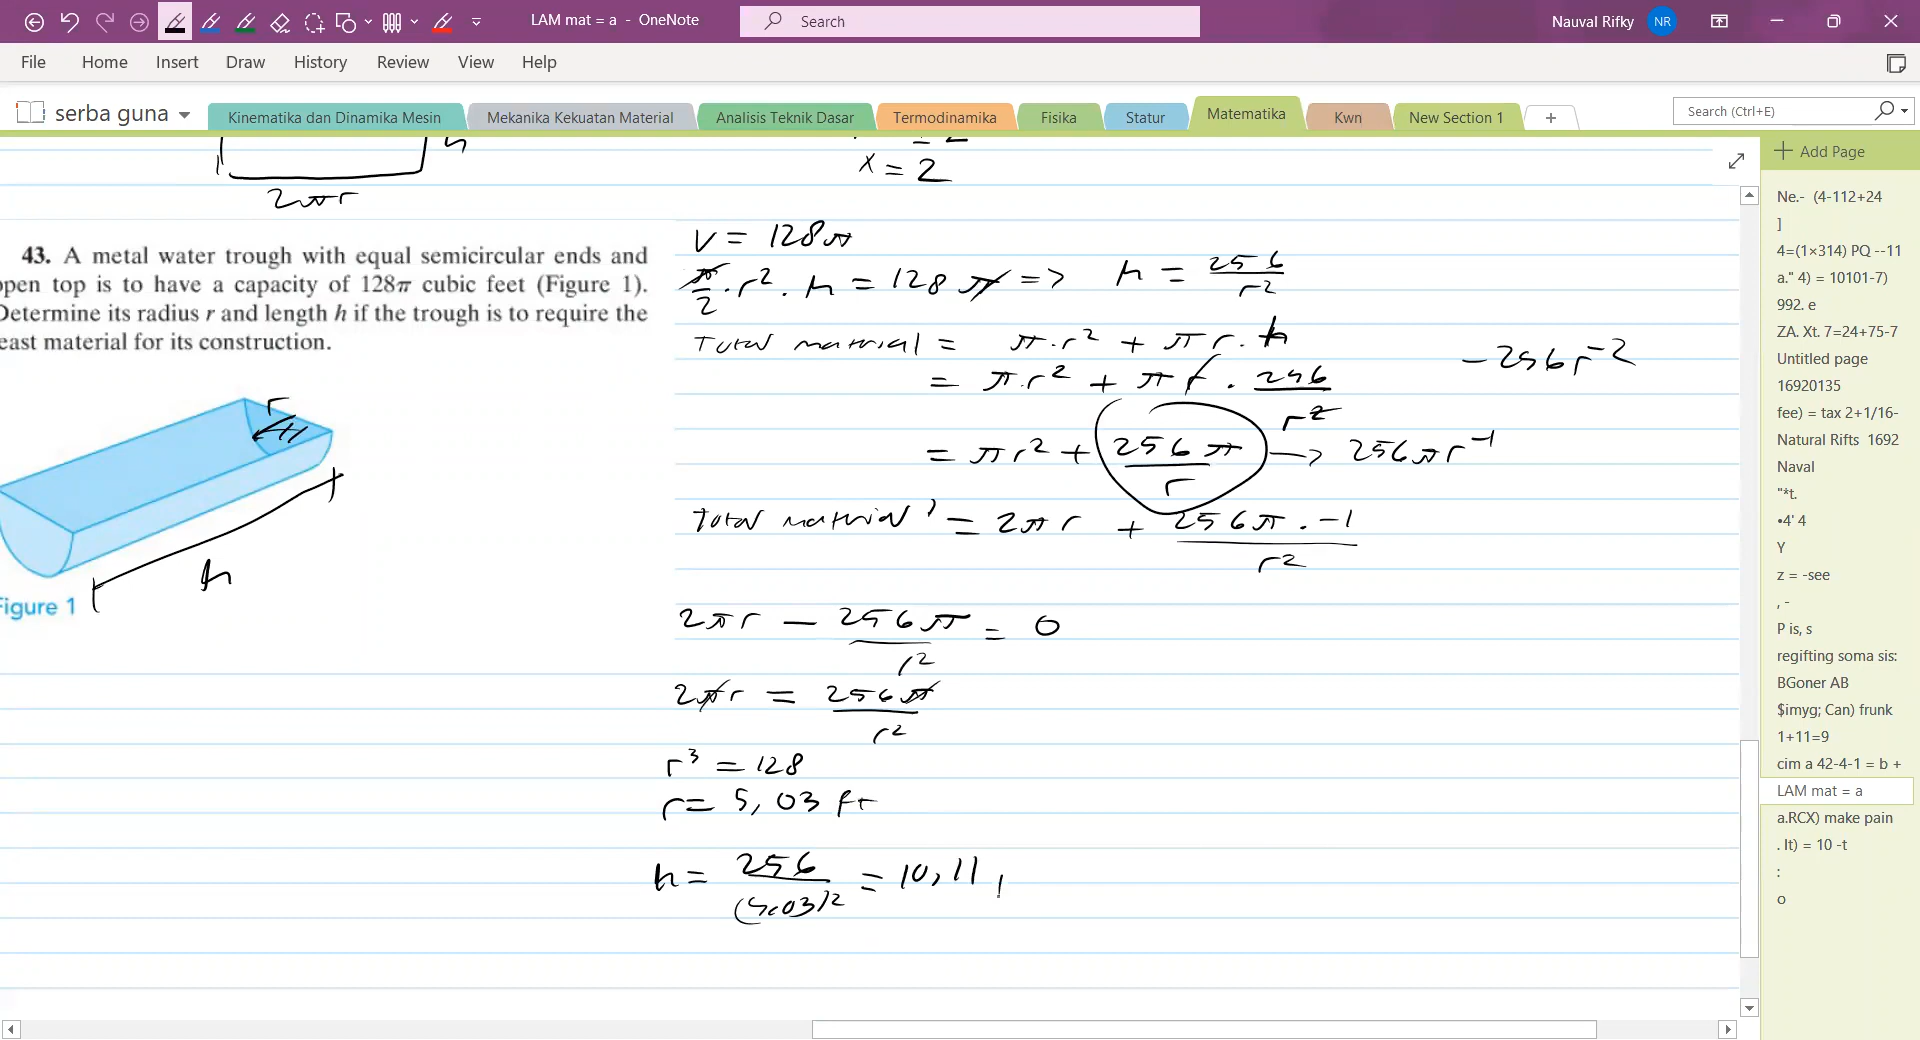 LAM mat = a - OneNote
Search
Nauval Rifky NR
File Home Insert Draw History Review View Help
serba guna
Kinematika dan Dinamika Mesin
Mekanika Kekuatan Material
Analisis Teknik Dasar
Termodinamika
Fisika
Statur
Matematika
Kwn
New Section 1
Search (Ctrl+E)
2πr
x = 2
43. A metal water trough with equal semicircular ends and
open top is to have a capacity of 128π cubic feet (Figure 1).
Determine its radius r and length h if the trough is to require the
east material for its construction.
r
h
Figure 1
V = 128π
π/2 · r² · h = 128 π => h = 256/r²
Total material = π·r² + πr·h
= π·r² + πr · 256/r²
-256r⁻²
= πr² + 256π/r → 256πr⁻¹
Total material' = 2πr + 256π·-1/r²
2πr - 256π/r² = 0
2πr = 256π/r²
r³ = 128
r = 5,03 ft
h = 256/(5,03)² = 10,11
Add Page
Ne.- (4-112+24
]
4=(1×314) PQ --11
a." 4) = 10101-7)
992. e
ZA. Xt. 7=24+75-7
Untitled page
16920135
fee) = tax 2+1/16-
Natural Rifts 1692
Naval
"*t.
•4' 4
Y
z = -see
, -
P is, s
regifting soma sis:
BGoner AB
$imyg; Can) frunk
1+11=9
cim a 42-4-1 = b +
LAM mat = a
a.RCX) make pain
. It) = 10 -t
:
o